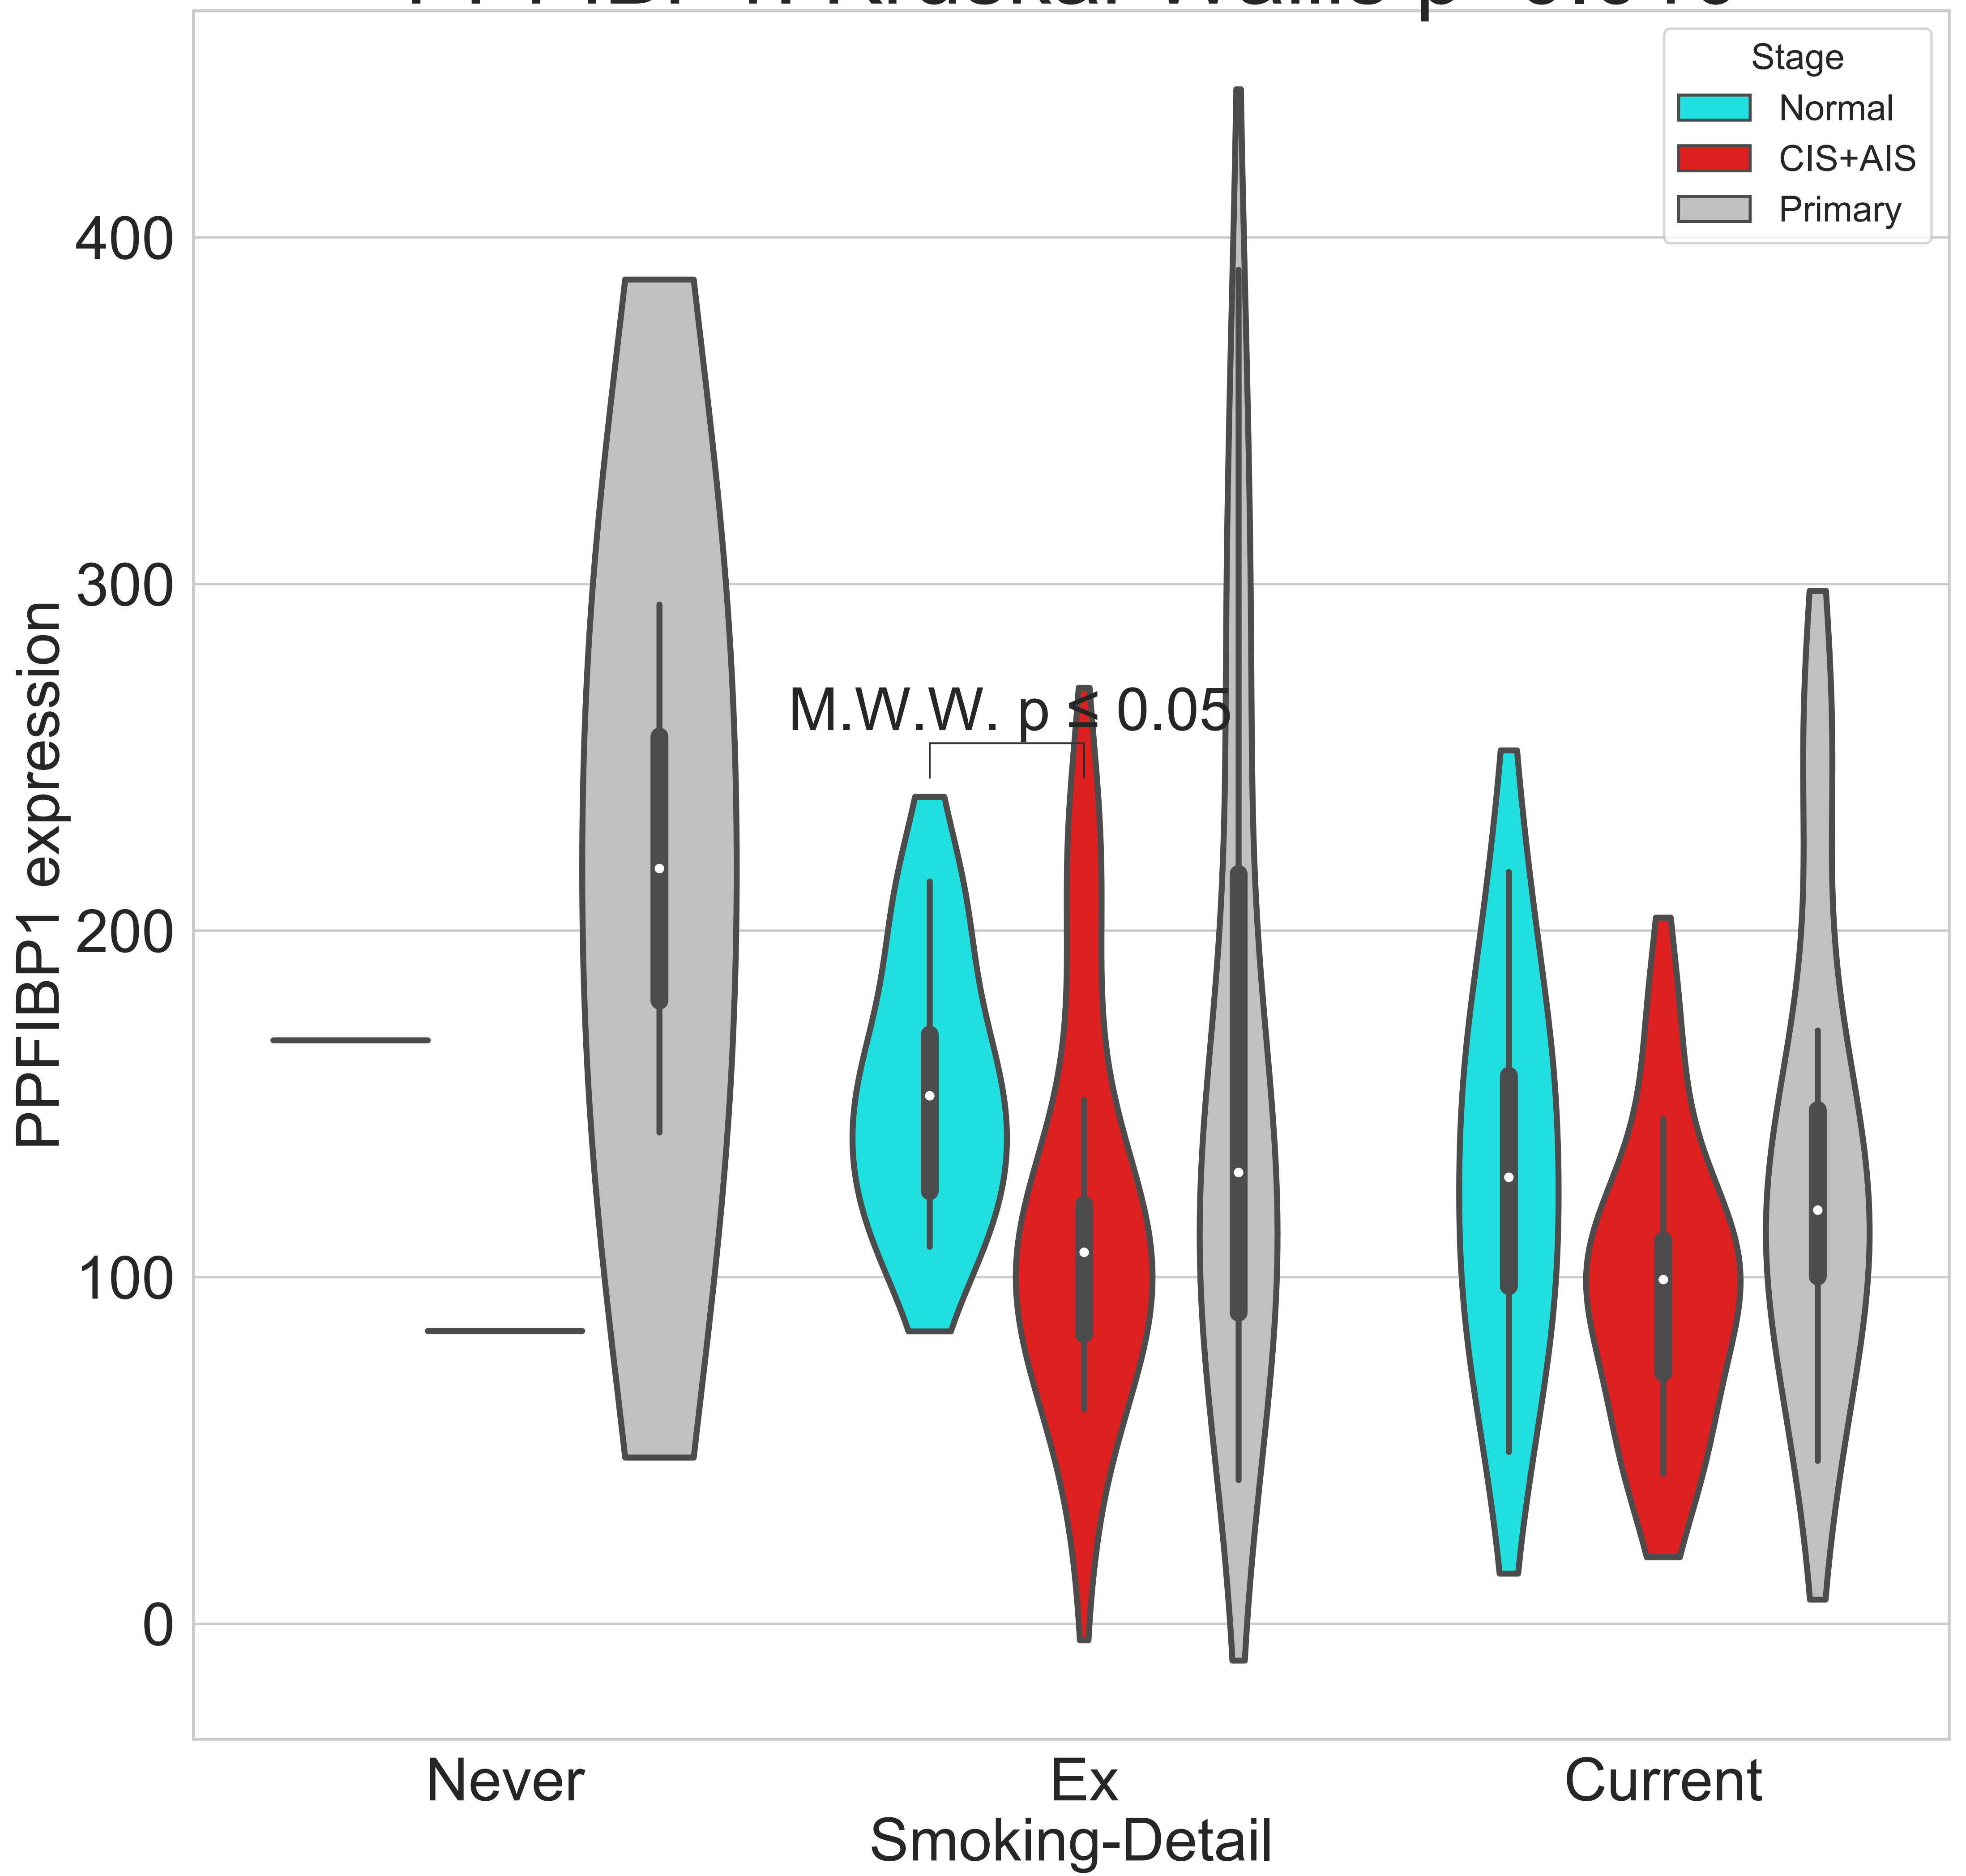 Stage
Normal
CIS+AIS
Primary
400
300
200
100
0
PPFIBP1 expression
M.W.W. p ≤ 0.05
Never
Ex
Current
Smoking-Detail